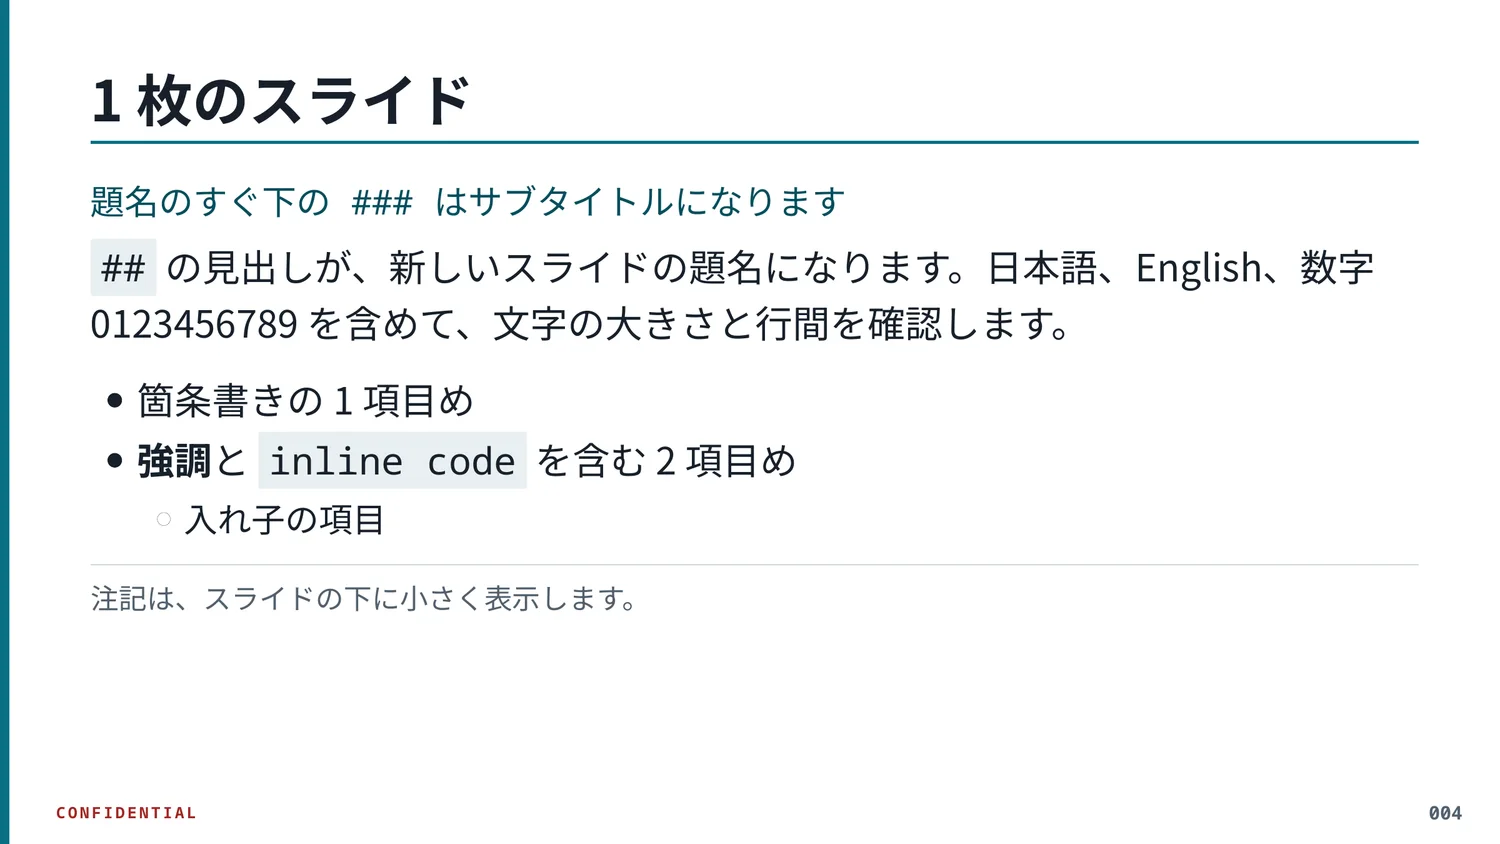 1 枚のスライド
題名のすぐ下の ### はサブタイトルになります
## の見出しが、新しいスライドの題名になります。日本語、English、数字
0123456789 を含めて、文字の大きさと行間を確認します。
箇条書きの 1 項目め
強調と inline code を含む 2 項目め
入れ子の項目
注記は、スライドの下に小さく表示します。
CONFIDENTIAL
004